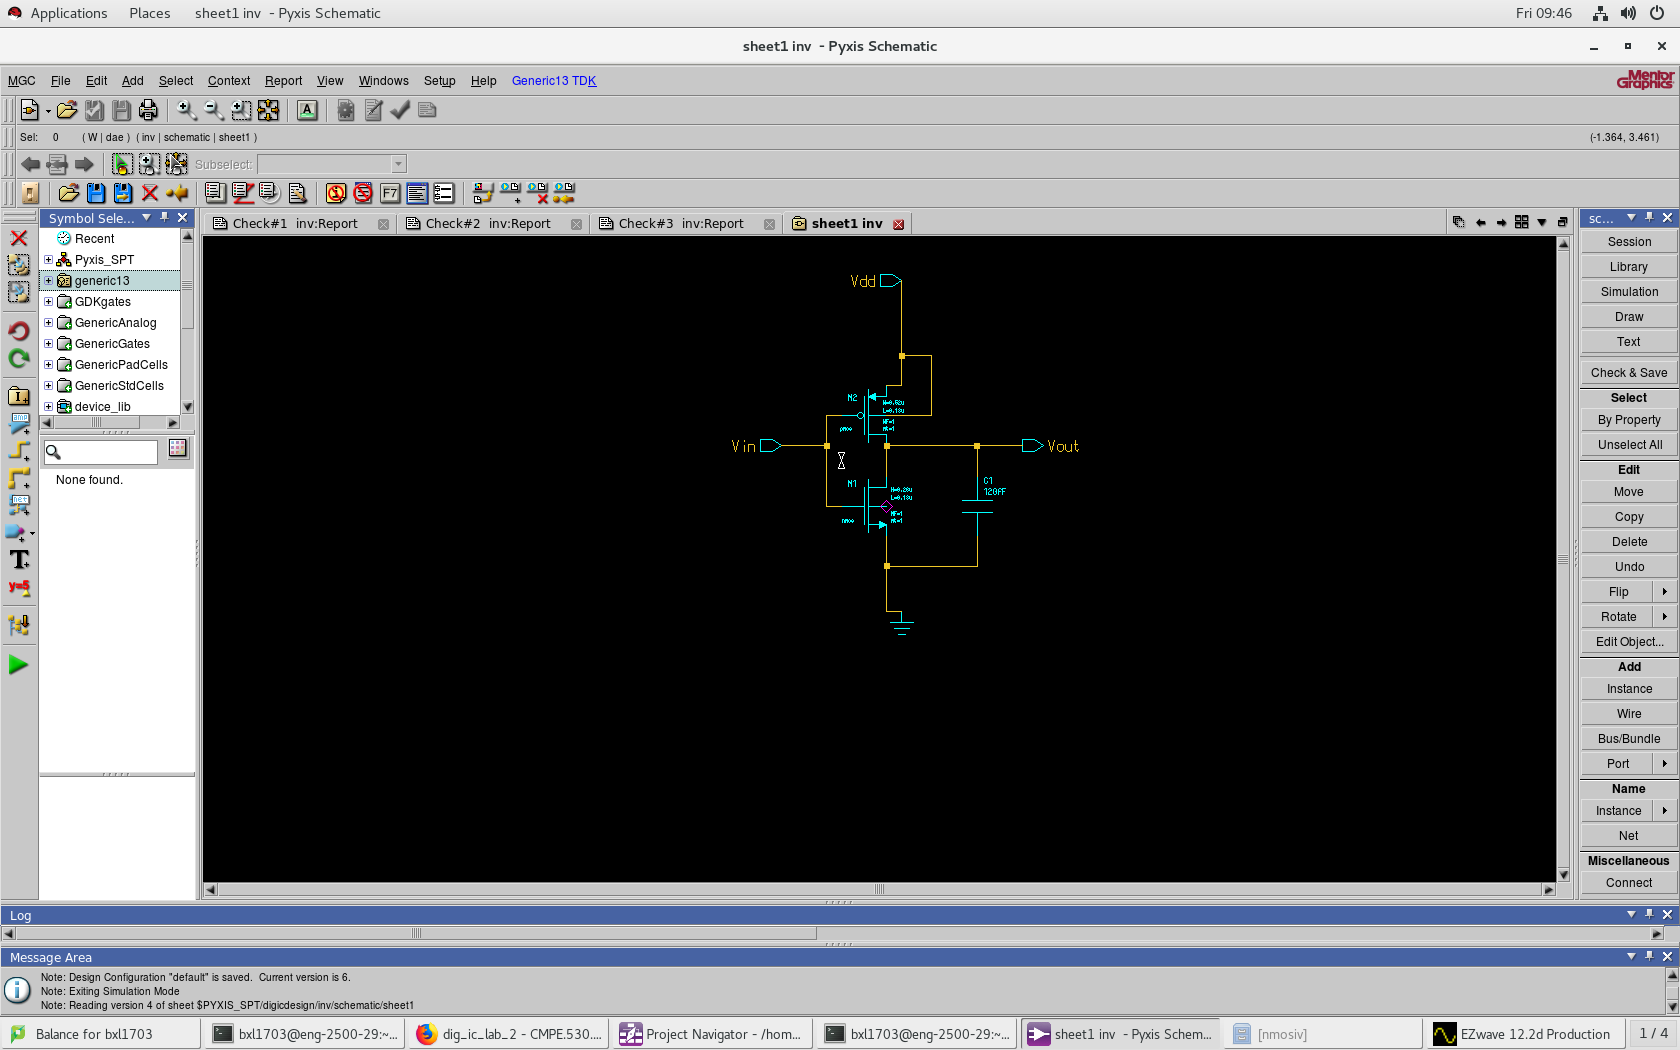 Applications Places sheet1 inv - Pyxis Schematic Fri 09:46
sheet1 inv - Pyxis Schematic
MGC File Edit Add Select Context Report View Windows Setup Help Generic13 TDK Mentor Graphics
Sel: 0 ( W | dae ) ( inv | schematic | sheet1 ) (-1.364, 3.461)
Subselect:
F7
Symbol Sele...
Check#1 inv:Report
Check#2 inv:Report
Check#3 inv:Report
sheet1 inv
sc...
Recent
Pyxis_SPT
generic13
GDKgates
GenericAnalog
GenericGates
GenericPadCells
GenericStdCells
device_lib
None found.
Vdd
N2
pmos
Vin
Vout
N1
nmos
C1
120fF
Session
Library
Simulation
Draw
Text
Check & Save
Select
By Property
Unselect All
Edit
Move
Copy
Delete
Undo
Flip
Rotate
Edit Object...
Add
Instance
Wire
Bus/Bundle
Port
Name
Instance
Net
Miscellaneous
Connect
Log
Message Area
Note: Design Configuration "default" is saved. Current version is 6.
Note: Exiting Simulation Mode
Note: Reading version 4 of sheet $PYXIS_SPT/digicdesign/inv/schematic/sheet1
Balance for bxl1703 bxl1703@eng-2500-29:~... dig_ic_lab_2 - CMPE.530.... Project Navigator - /hom... bxl1703@eng-2500-29:~... sheet1 inv - Pyxis Schem... [nmosiv] EZwave 12.2d Production 1 / 4